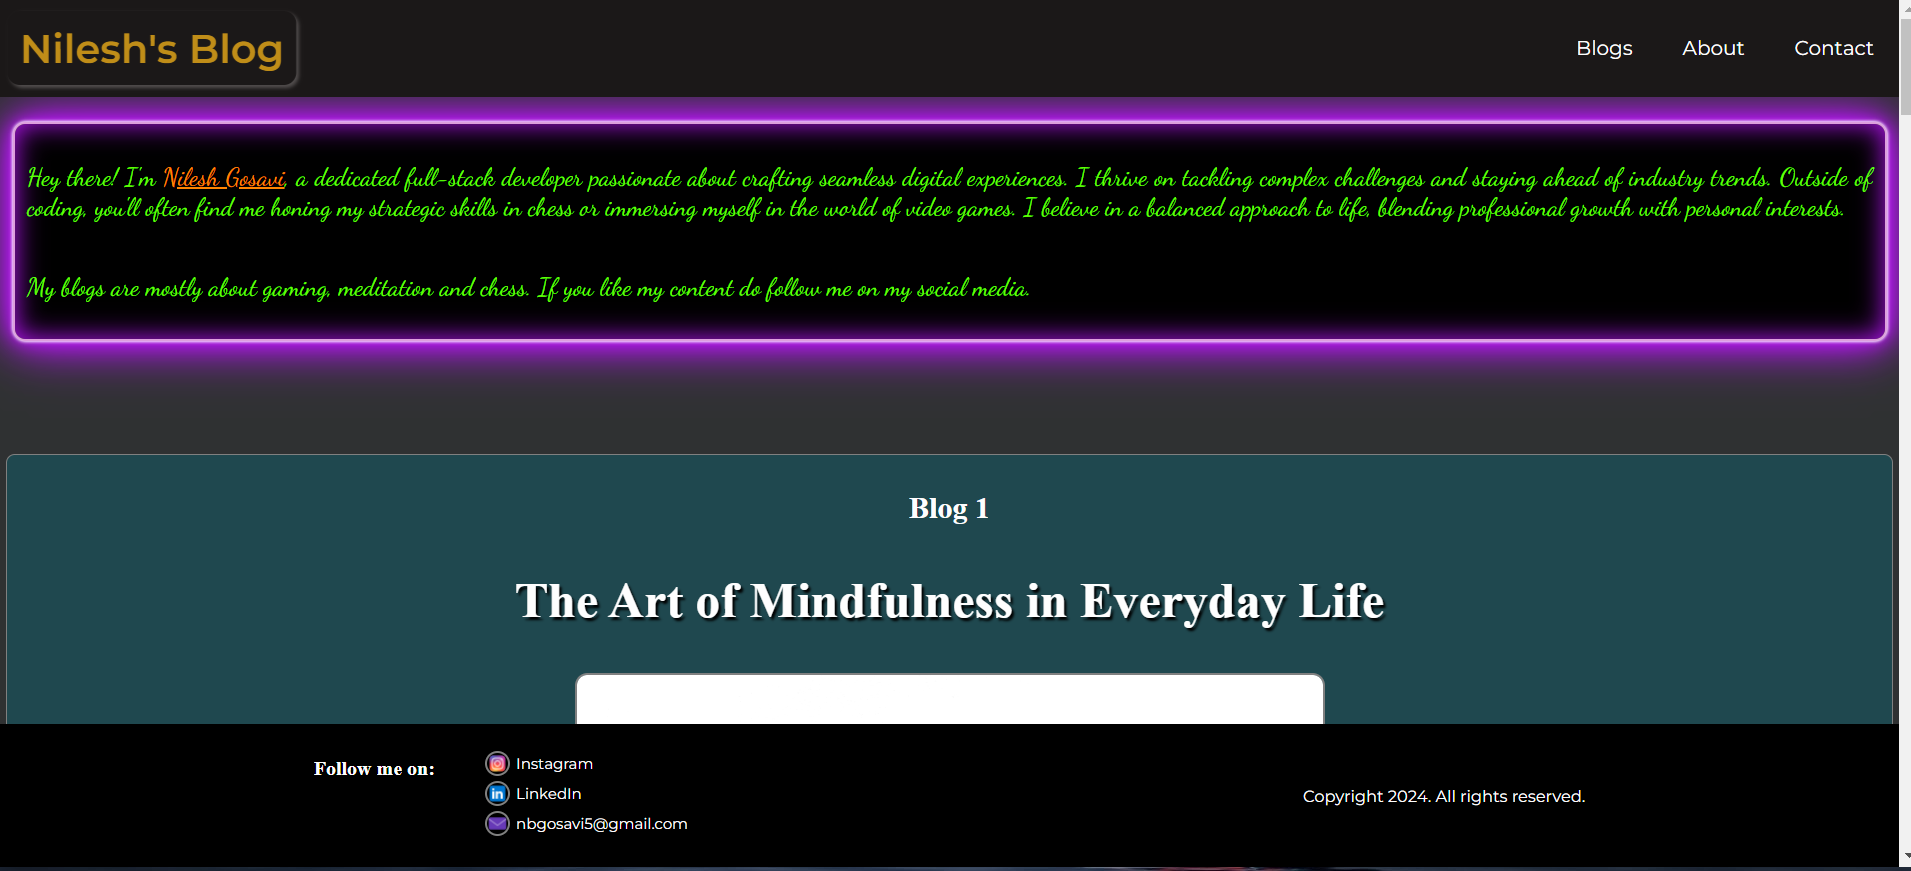 Nilesh's Blog
Blogs About Contact
Hey there! I'm Nilesh Gosavi, a dedicated full-stack developer passionate about crafting seamless digital experiences. I thrive on tackling complex challenges and staying ahead of industry trends. Outside of
coding, you'll often find me honing my strategic skills in chess or immersing myself in the world of video games. I believe in a balanced approach to life, blending professional growth with personal interests.
My blogs are mostly about gaming, meditation and chess. If you like my content do follow me on my social media.
Blog 1
The Art of Mindfulness in Everyday Life
Follow me on:
Instagram
LinkedIn
nbgosavi5@gmail.com
Copyright 2024. All rights reserved.